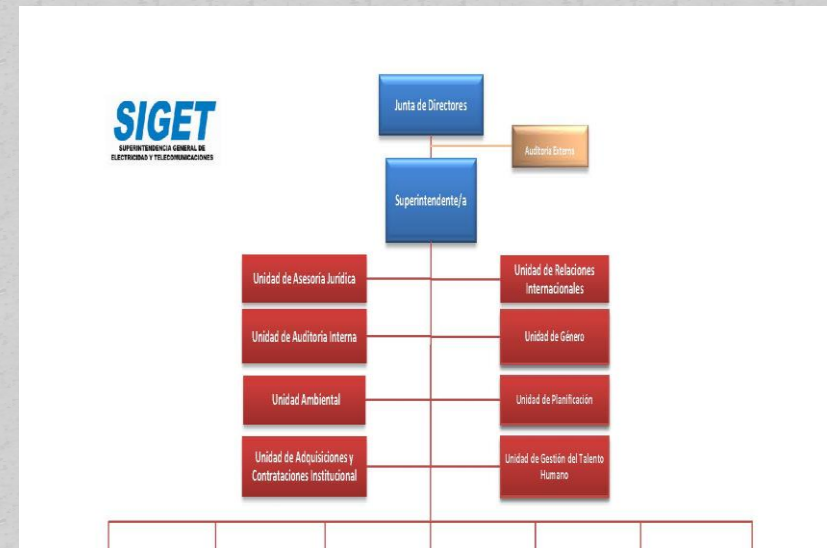 SIGET
SUPERINTENDENCIA GENERAL DE
ELECTRICIDAD Y TELECOMUNICACIONES
Junta de Directores
Auditoría Externa
Superintendente/a
Unidad de Asesoría Jurídica
Unidad de Relaciones
Internacionales
Unidad de Auditoria Interna
Unidad de Género
Unidad Ambiental
Unidad de Planificación
Unidad de Adquisiciones y
Contrataciones Institucional
Unidad de Gestión del Talento
Humano